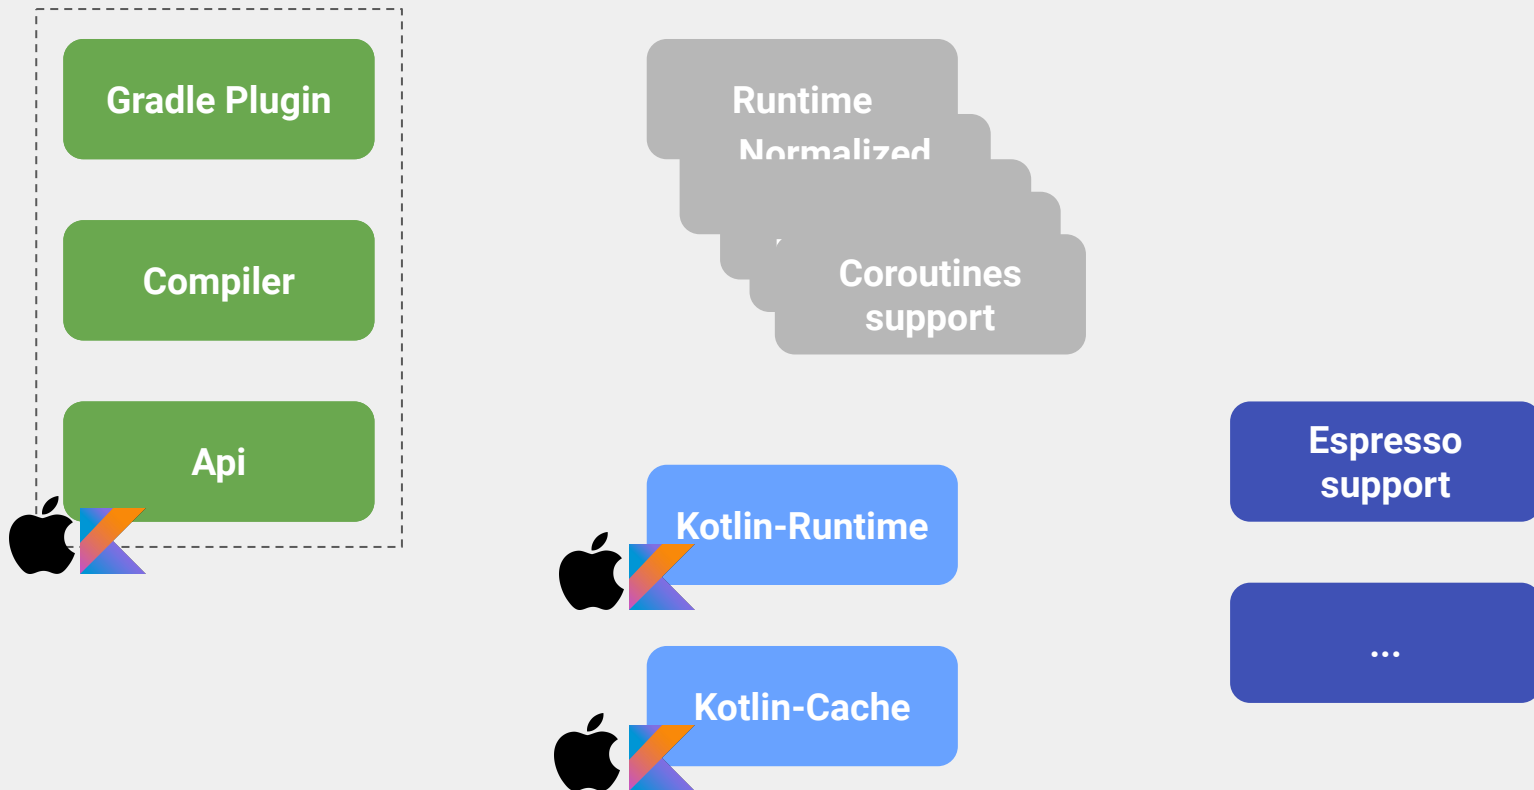 Gradle Plugin
Compiler
Api
Runtime
Normalized
Coroutines
support
Kotlin-Runtime
Kotlin-Cache
Espresso
support
...